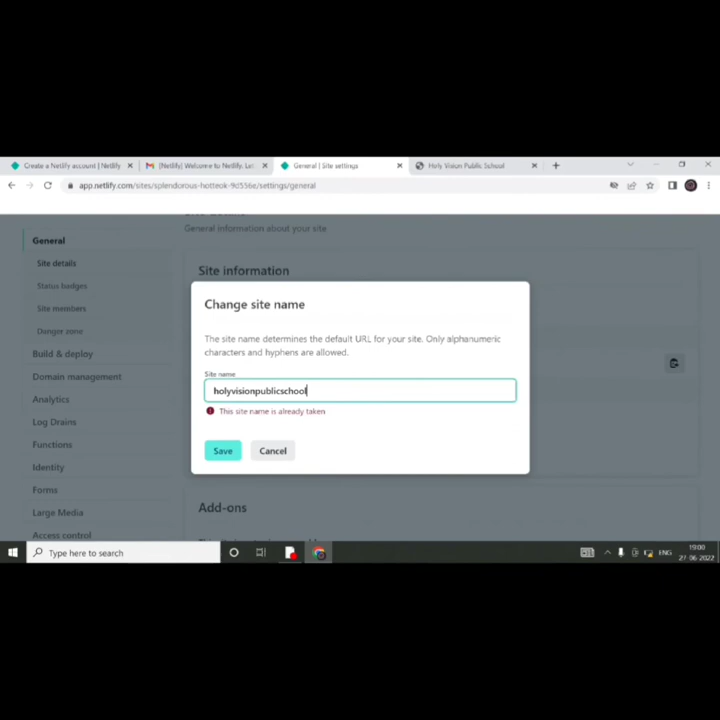 Create a Netlify account | Netlify
[Netlify] Welcome to Netlify. Let
General | Site settings
Holy Vision Public School
app.netlify.com/sites/splendorous-hotteok-9d556e/settings/general
General information about your site
General
Site details
Status badges
Site members
Danger zone
Build & deploy
Domain management
Analytics
Log Drains
Functions
Identity
Forms
Large Media
Access control
Site information
Change site name
The site name determines the default URL for your site. Only alphanumeric
characters and hyphens are allowed.
Site name
holyvisionpublicschool
This site name is already taken
Save
Cancel
Add-ons
Type here to search
ENG
19:00
27-06-2022